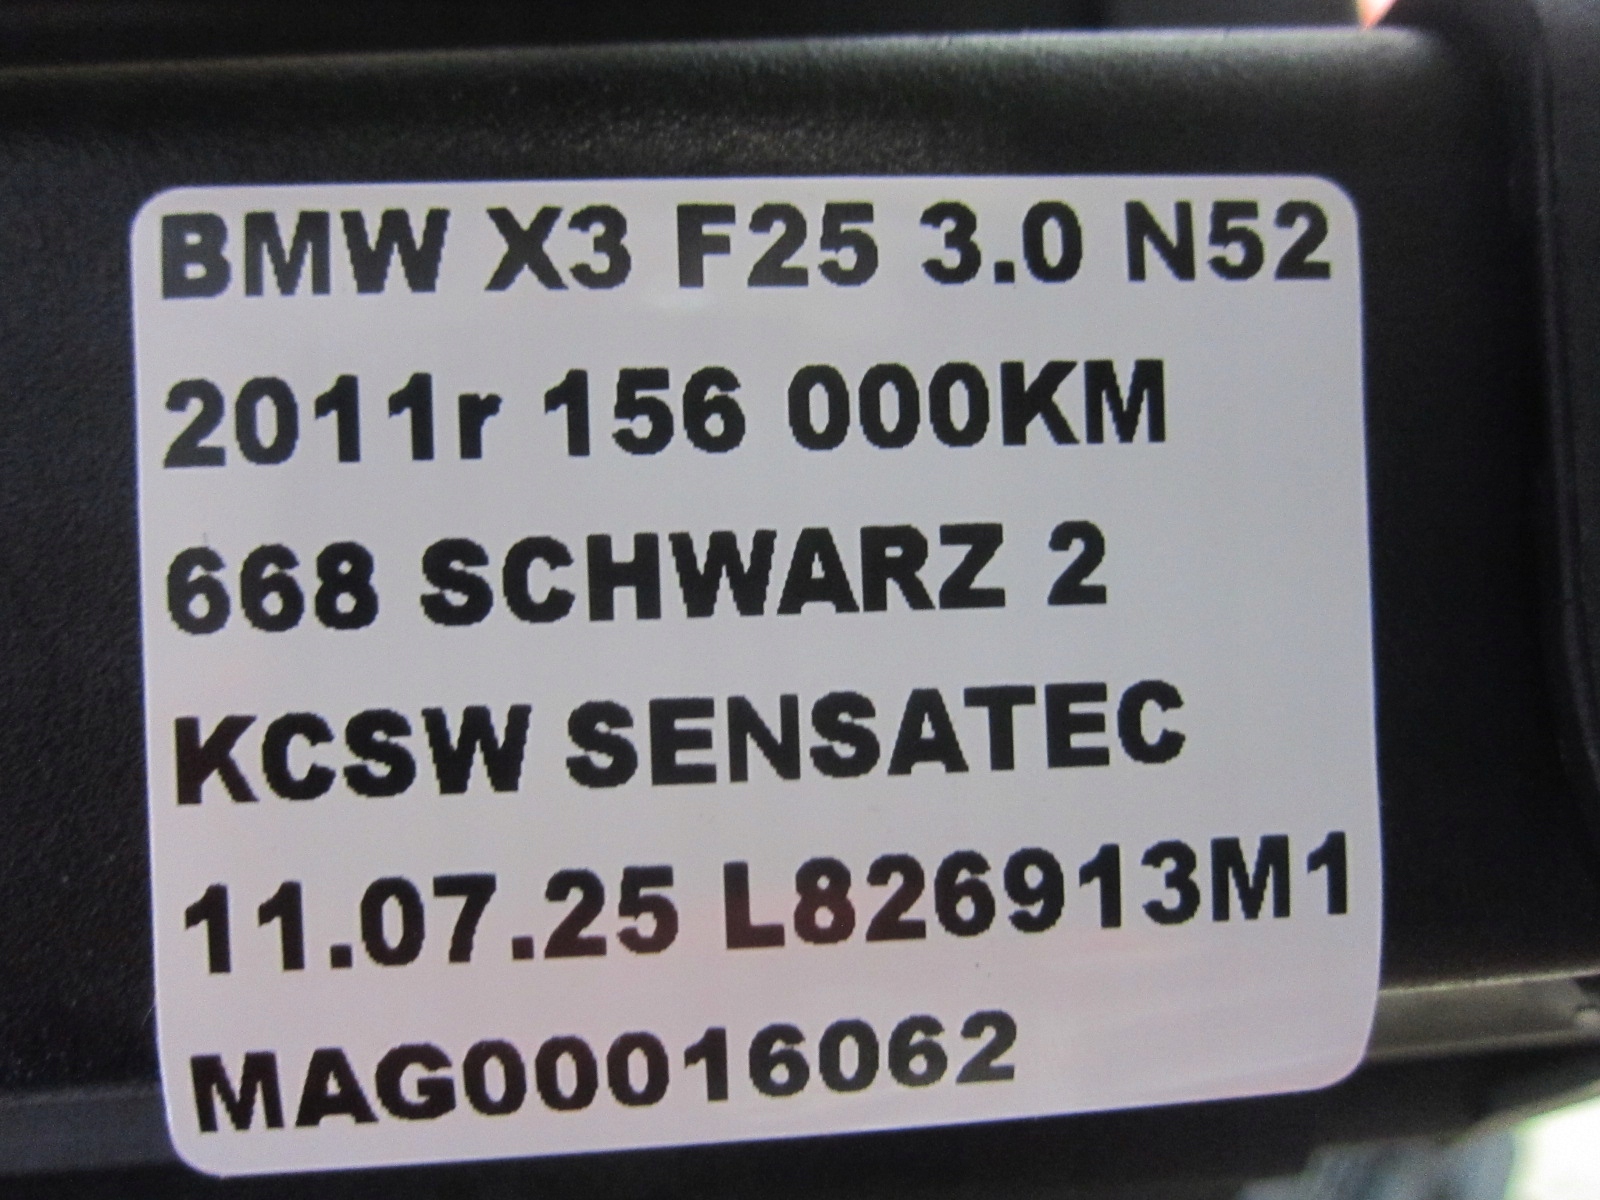 BMW X3 F25 3.0 N52
2011r 156 000KM
668 SCHWARZ 2
KCSW SENSATEC
11.07.25 L826913M1
MAG00016062